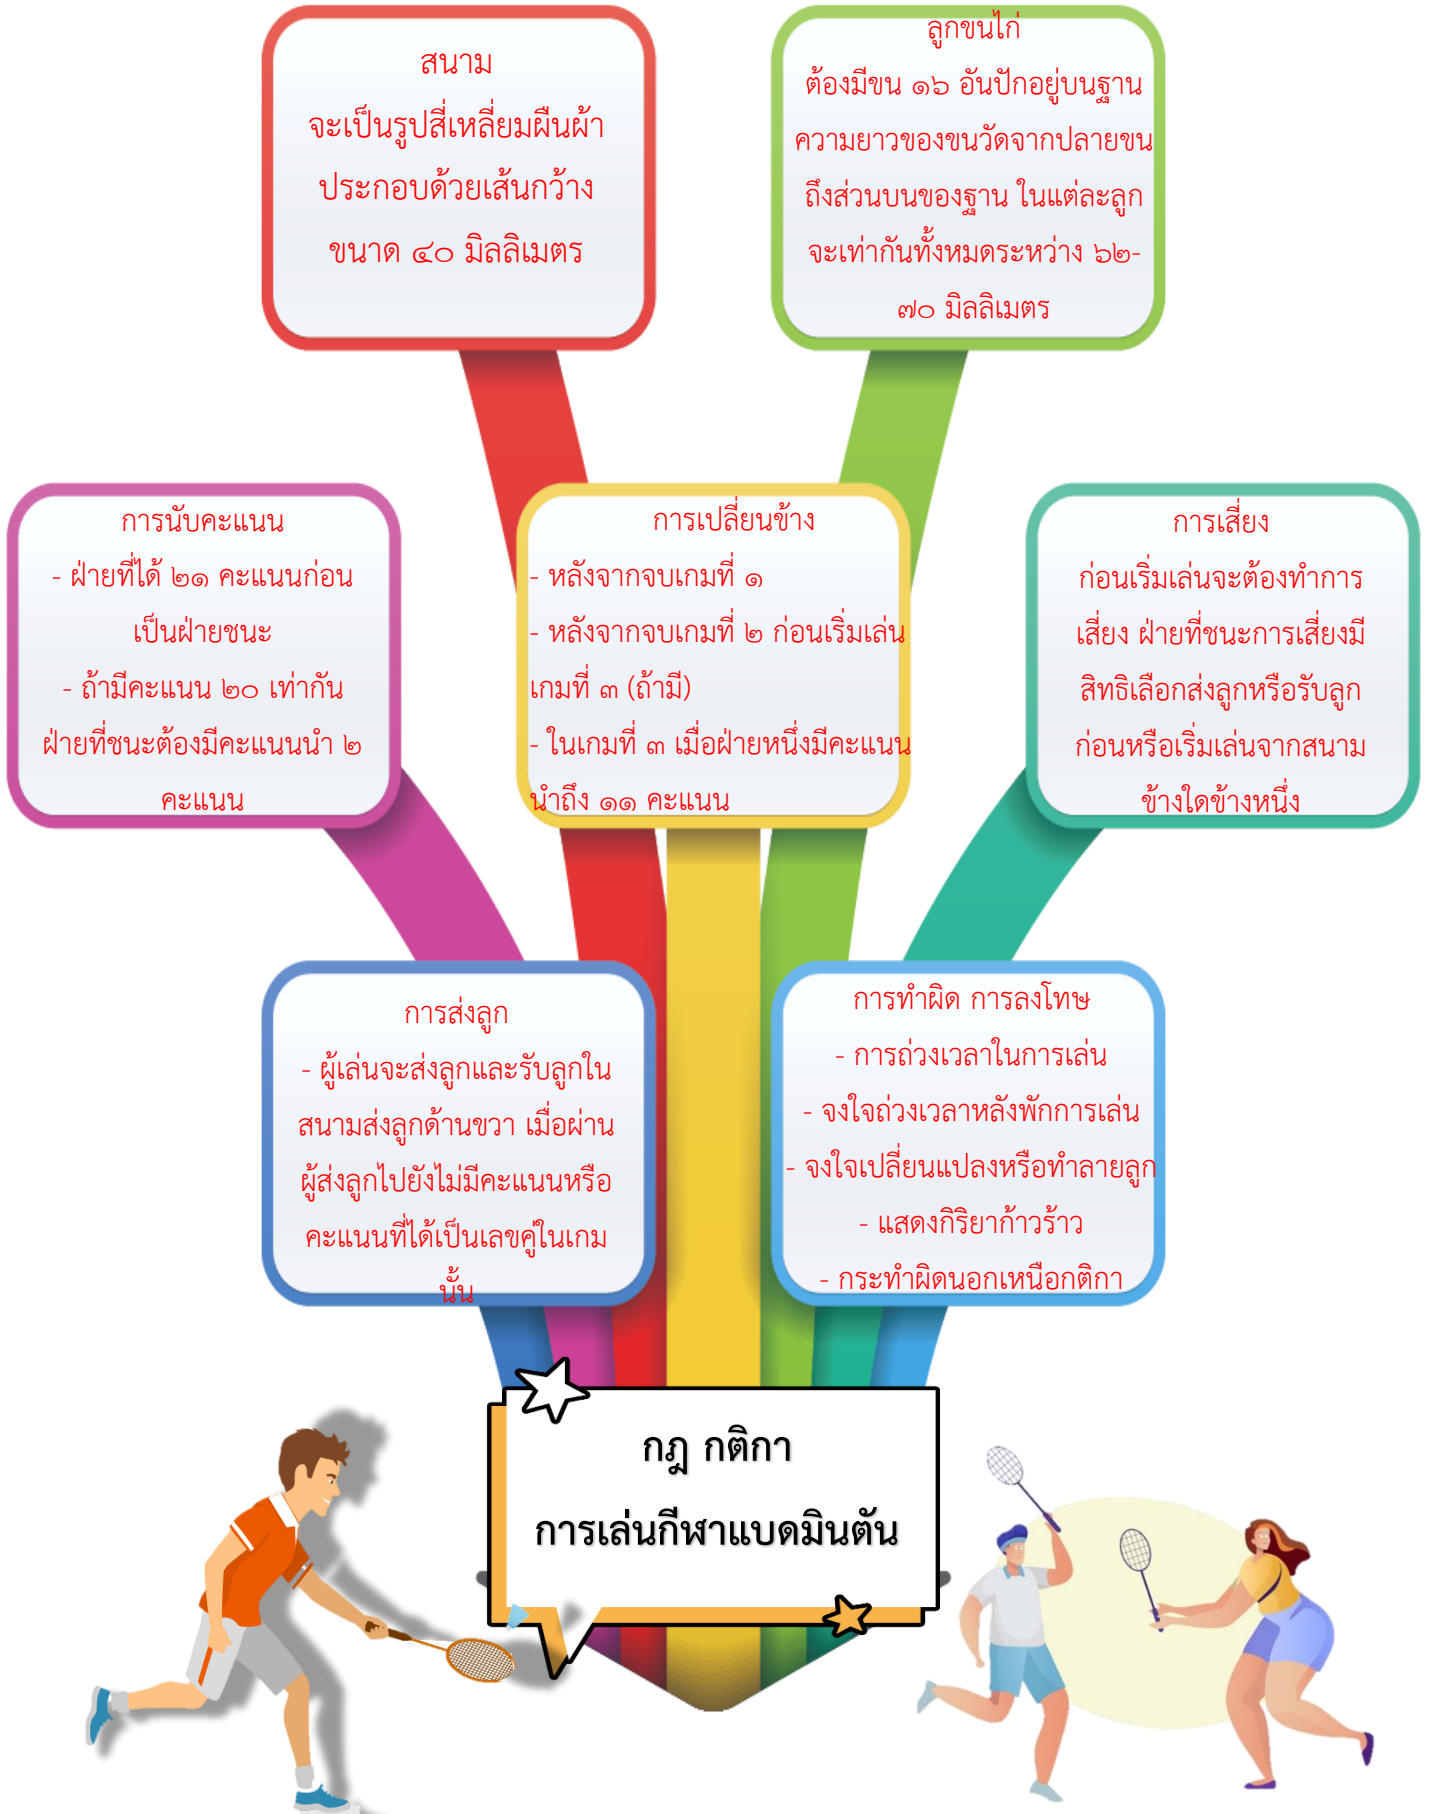 สนาม
จะเป็นรูปสี่เหลี่ยมผืนผ้า
ประกอบด้วยเส้นกว้าง
ขนาด ๔๐ มิลลิเมตร
ลูกขนไก่
ต้องมีขน ๑๖ อันปักอยู่บนฐาน
ความยาวของขนวัดจากปลายขน
ถึงส่วนบนของฐาน ในแต่ละลูก
จะเท่ากันทั้งหมดระหว่าง ๖๒-
๗๐ มิลลิเมตร
การนับคะแนน
- ฝ่ายที่ได้ ๒๑ คะแนนก่อน
เป็นฝ่ายชนะ
- ถ้ามีคะแนน ๒๐ เท่ากัน
ฝ่ายที่ชนะต้องมีคะแนนนำ ๒
คะแนน
การเปลี่ยนข้าง
- หลังจากจบเกมที่ ๑
- หลังจากจบเกมที่ ๒ ก่อนเริ่มเล่น
เกมที่ ๓ (ถ้ามี)
- ในเกมที่ ๓ เมื่อฝ่ายหนึ่งมีคะแนน
นำถึง ๑๑ คะแนน
การเสี่ยง
ก่อนเริ่มเล่นจะต้องทำการ
เสี่ยง ฝ่ายที่ชนะการเสี่ยงมี
สิทธิเลือกส่งลูกหรือรับลูก
ก่อนหรือเริ่มเล่นจากสนาม
ข้างใดข้างหนึ่ง
การส่งลูก
- ผู้เล่นจะส่งลูกและรับลูกใน
สนามส่งลูกด้านขวา เมื่อผ่าน
ผู้ส่งลูกไปยังไม่มีคะแนนหรือ
คะแนนที่ได้เป็นเลขคู่ในเกม
นั้น
การทำผิด การลงโทษ
- การถ่วงเวลาในการเล่น
- จงใจถ่วงเวลาหลังพักการเล่น
- จงใจเปลี่ยนแปลงหรือทำลายลูก
- แสดงกิริยาก้าวร้าว
- กระทำผิดนอกเหนือกติกา
กฎ กติกา
การเล่นกีฬาแบดมินตัน